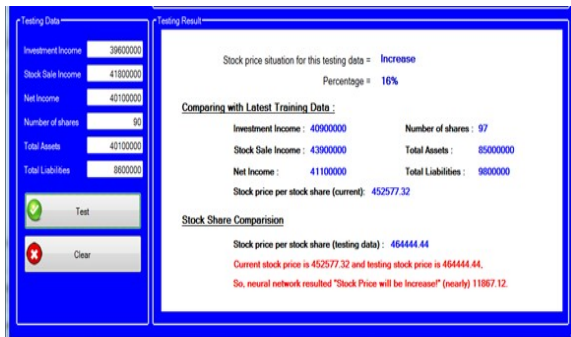 Testing Data
Investment Income 39600000
Stock Sale Income 41800000
Net Income 40100000
Number of shares 90
Total Assets 40100000
Total Liabilities 8600000
Test
Clear
Testing Result
Stock price situation for this testing data = Increase
Percentage = 16%
Comparing with Latest Training Data :
Investment Income : 40900000 Number of shares : 97
Stock Sale Income : 43900000 Total Assets : 85000000
Net Income : 41100000 Total Liabilities : 9800000
Stock price per stock share (current): 452577.32
Stock Share Comparision
Stock price per stock share (testing data) : 464444.44
Current stock price is 452577.32 and testing stock price is 464444.44,
So, neural network resulted "Stock Price will be Increase!" (nearly) 11867.12.